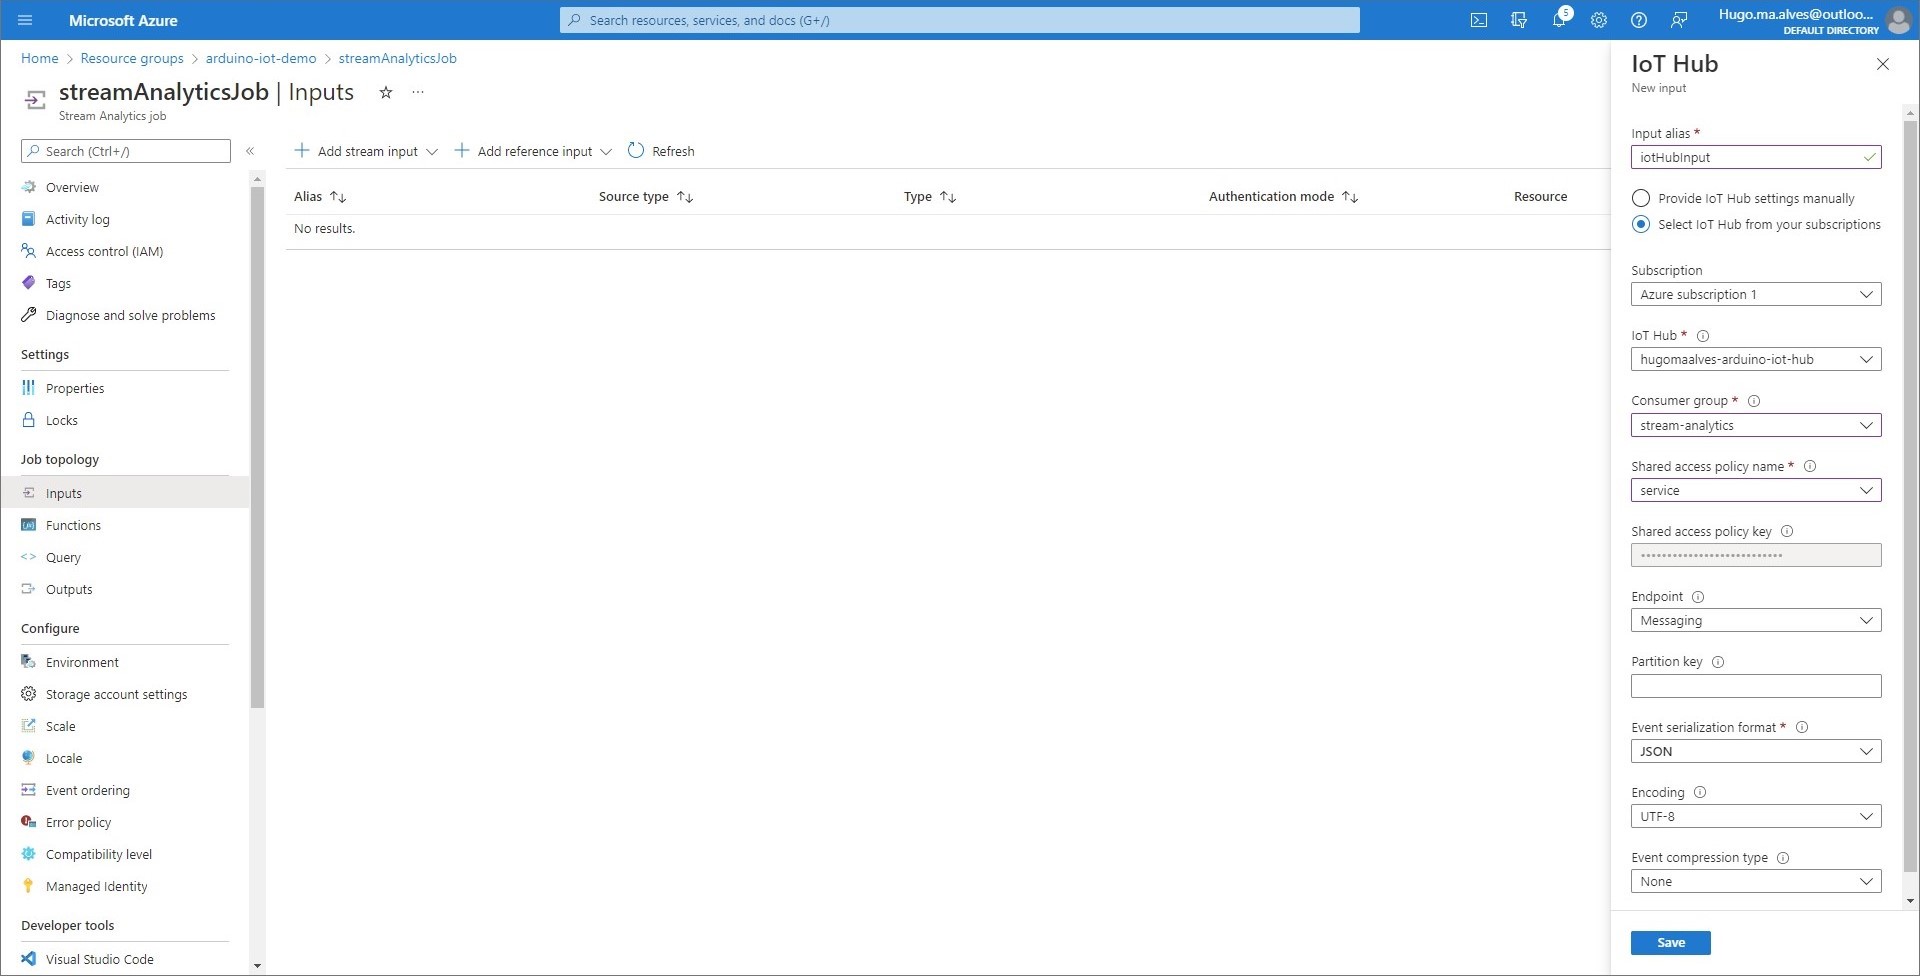 Microsoft Azure
Search resources, services, and docs (G+/)
5
Hugo.ma.alves@outloo...
DEFAULT DIRECTORY
Home > Resource groups > arduino-iot-demo > streamAnalyticsJob
streamAnalyticsJob | Inputs
...
Stream Analytics job
Search (Ctrl+/)
«
Overview
Activity log
Access control (IAM)
Tags
Diagnose and solve problems
Settings
Properties
Locks
Job topology
Inputs
Functions
Query
Outputs
Configure
Environment
Storage account settings
Scale
Locale
Event ordering
Error policy
Compatibility level
Managed Identity
Developer tools
Visual Studio Code
Add stream input
Add reference input
Refresh
Alias
Source type
Type
Authentication mode
Resource
No results.
IoT Hub
New input
Input alias *
iotHubInput
Provide IoT Hub settings manually
Select IoT Hub from your subscriptions
Subscription
Azure subscription 1
IoT Hub *
hugomaalves-arduino-iot-hub
Consumer group *
stream-analytics
Shared access policy name *
service
Shared access policy key
Endpoint
Messaging
Partition key
Event serialization format *
JSON
Encoding
UTF-8
Event compression type
None
Save